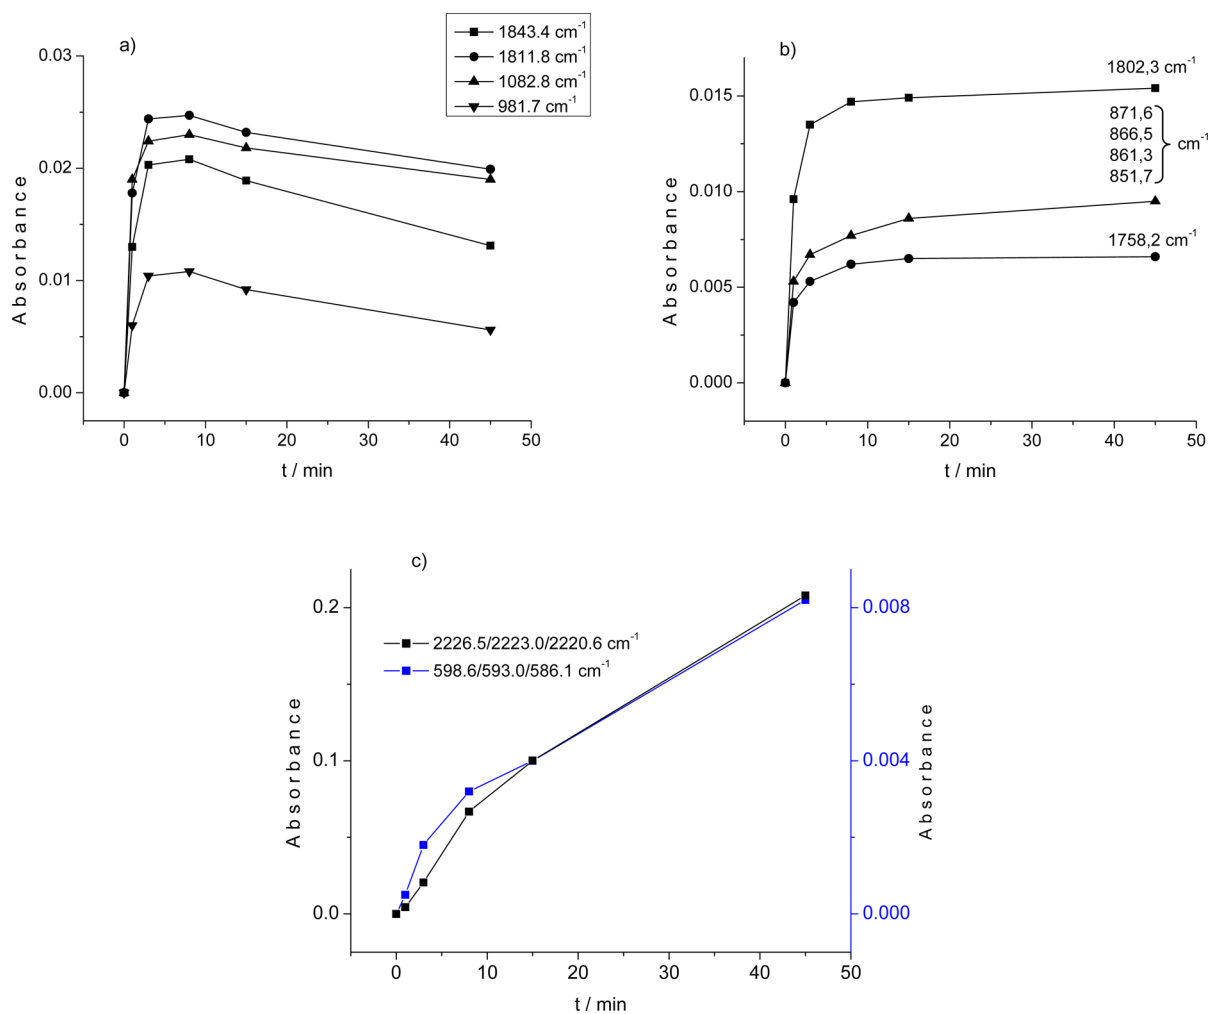 a)
1843.4 cm⁻¹
1811.8 cm⁻¹
1082.8 cm⁻¹
981.7 cm⁻¹
0.03
0.02
0.01
0.00
Absorbance
0 10 20 30 40 50
t / min
b)
1802,3 cm⁻¹
871,6
866,5
861,3
851,7
cm⁻¹
1758,2 cm⁻¹
0.015
0.010
0.005
0.000
Absorbance
0 10 20 30 40 50
t / min
c)
2226.5/2223.0/2220.6 cm⁻¹
598.6/593.0/586.1 cm⁻¹
0.2
0.1
0.0
Absorbance
0.008
0.004
0.000
Absorbance
0 10 20 30 40 50
t / min